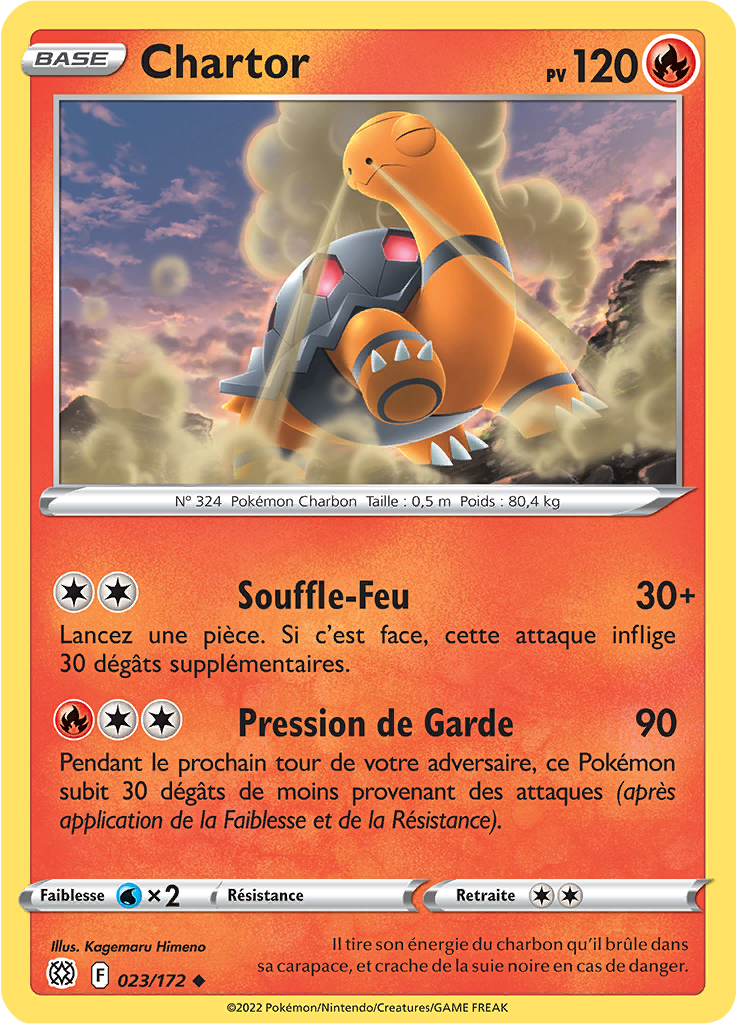 BASE Chartor PV 120
N° 324 Pokémon Charbon Taille : 0,5 m Poids : 80,4 kg
Souffle-Feu 30+
Lancez une pièce. Si c'est face, cette attaque inflige
30 dégâts supplémentaires.
Pression de Garde 90
Pendant le prochain tour de votre adversaire, ce Pokémon
subit 30 dégâts de moins provenant des attaques (après
application de la Faiblesse et de la Résistance).
Faiblesse ×2 Résistance Retraite
Illus. Kagemaru Himeno
Il tire son énergie du charbon qu'il brûle dans
sa carapace, et crache de la suie noire en cas de danger.
F 023/172
©2022 Pokémon/Nintendo/Creatures/GAME FREAK